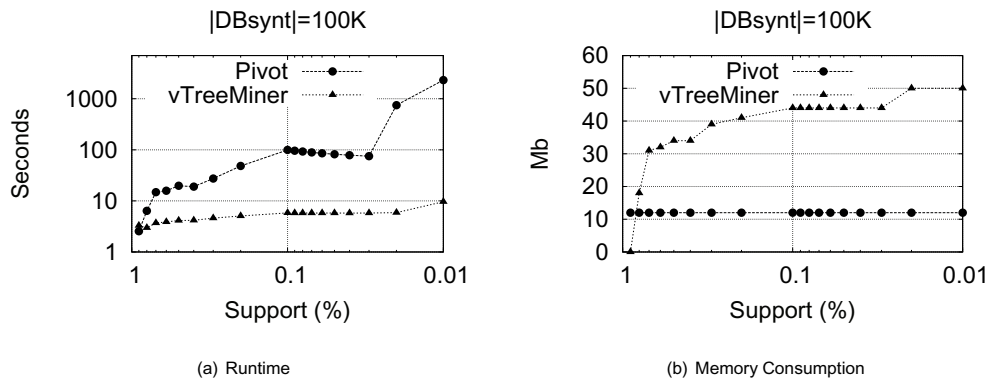 |DBsynt|=100K
Pivot
vTreeMiner
1000
100
10
1
Seconds
1 0.1 0.01
Support (%)
(a) Runtime
|DBsynt|=100K
Pivot
vTreeMiner
60
50
40
30
20
10
0
Mb
1 0.1 0.01
Support (%)
(b) Memory Consumption